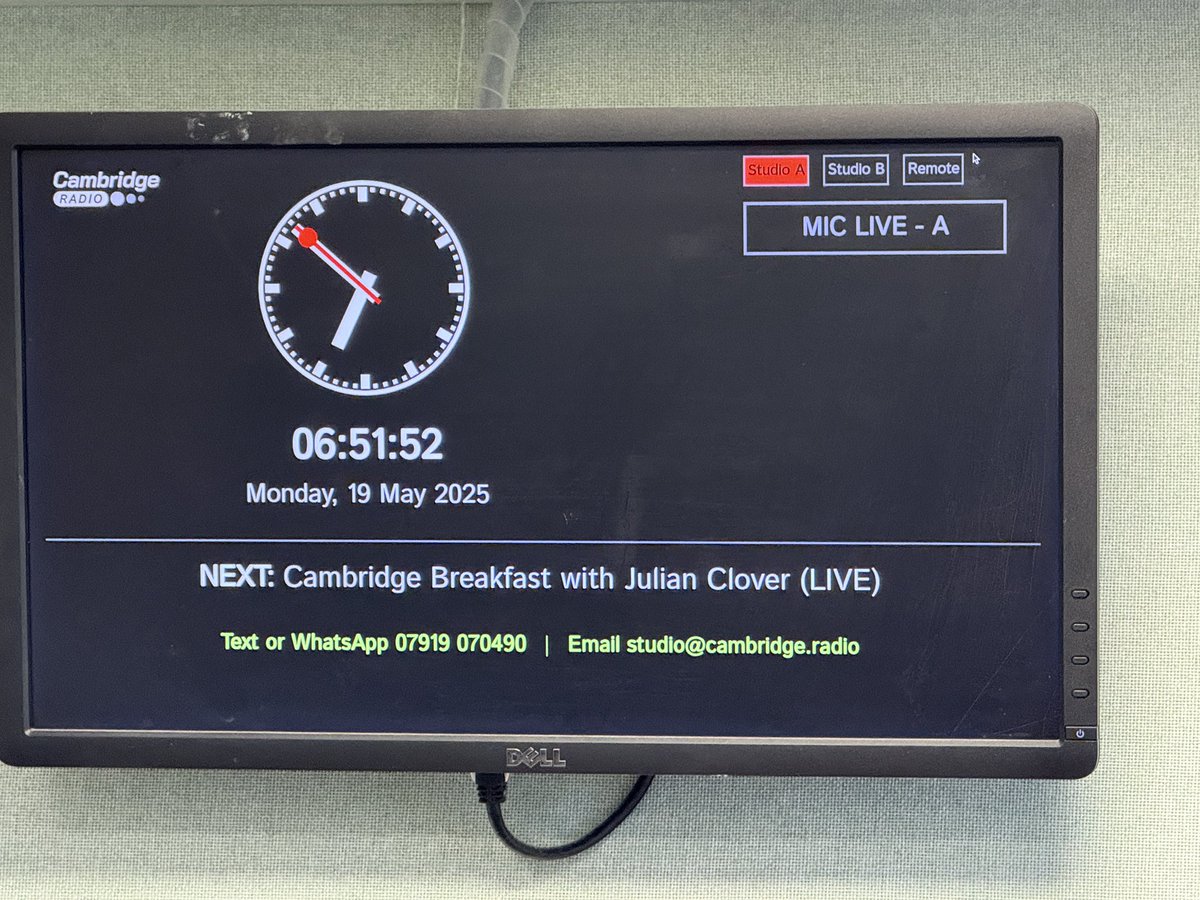 Cambridge
RADIO
Studio A
Studio B
Remote
MIC LIVE - A
06:51:52
Monday, 19 May 2025
NEXT: Cambridge Breakfast with Julian Clover (LIVE)
Text or WhatsApp 07919 070490 | Email studio@cambridge.radio
DELL